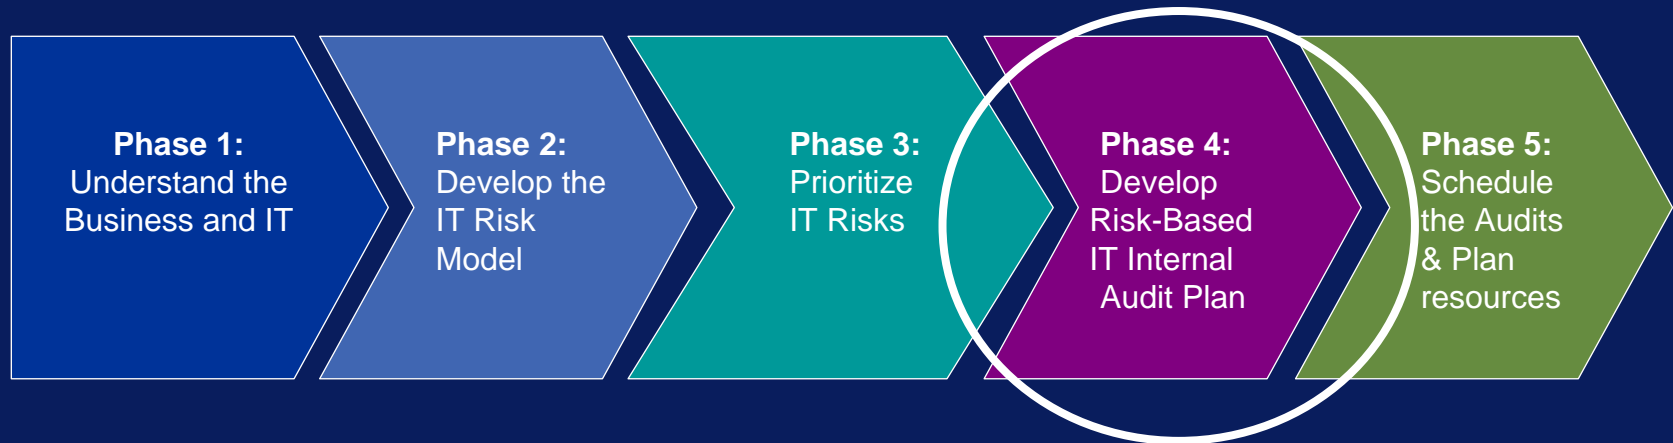 Phase 1:
Understand the
Business and IT
Phase 2:
Develop the
IT Risk
Model
Phase 3:
Prioritize
IT Risks
Phase 4:
Develop
Risk-Based
IT Internal
Audit Plan
Phase 5:
Schedule
the Audits
& Plan
resources